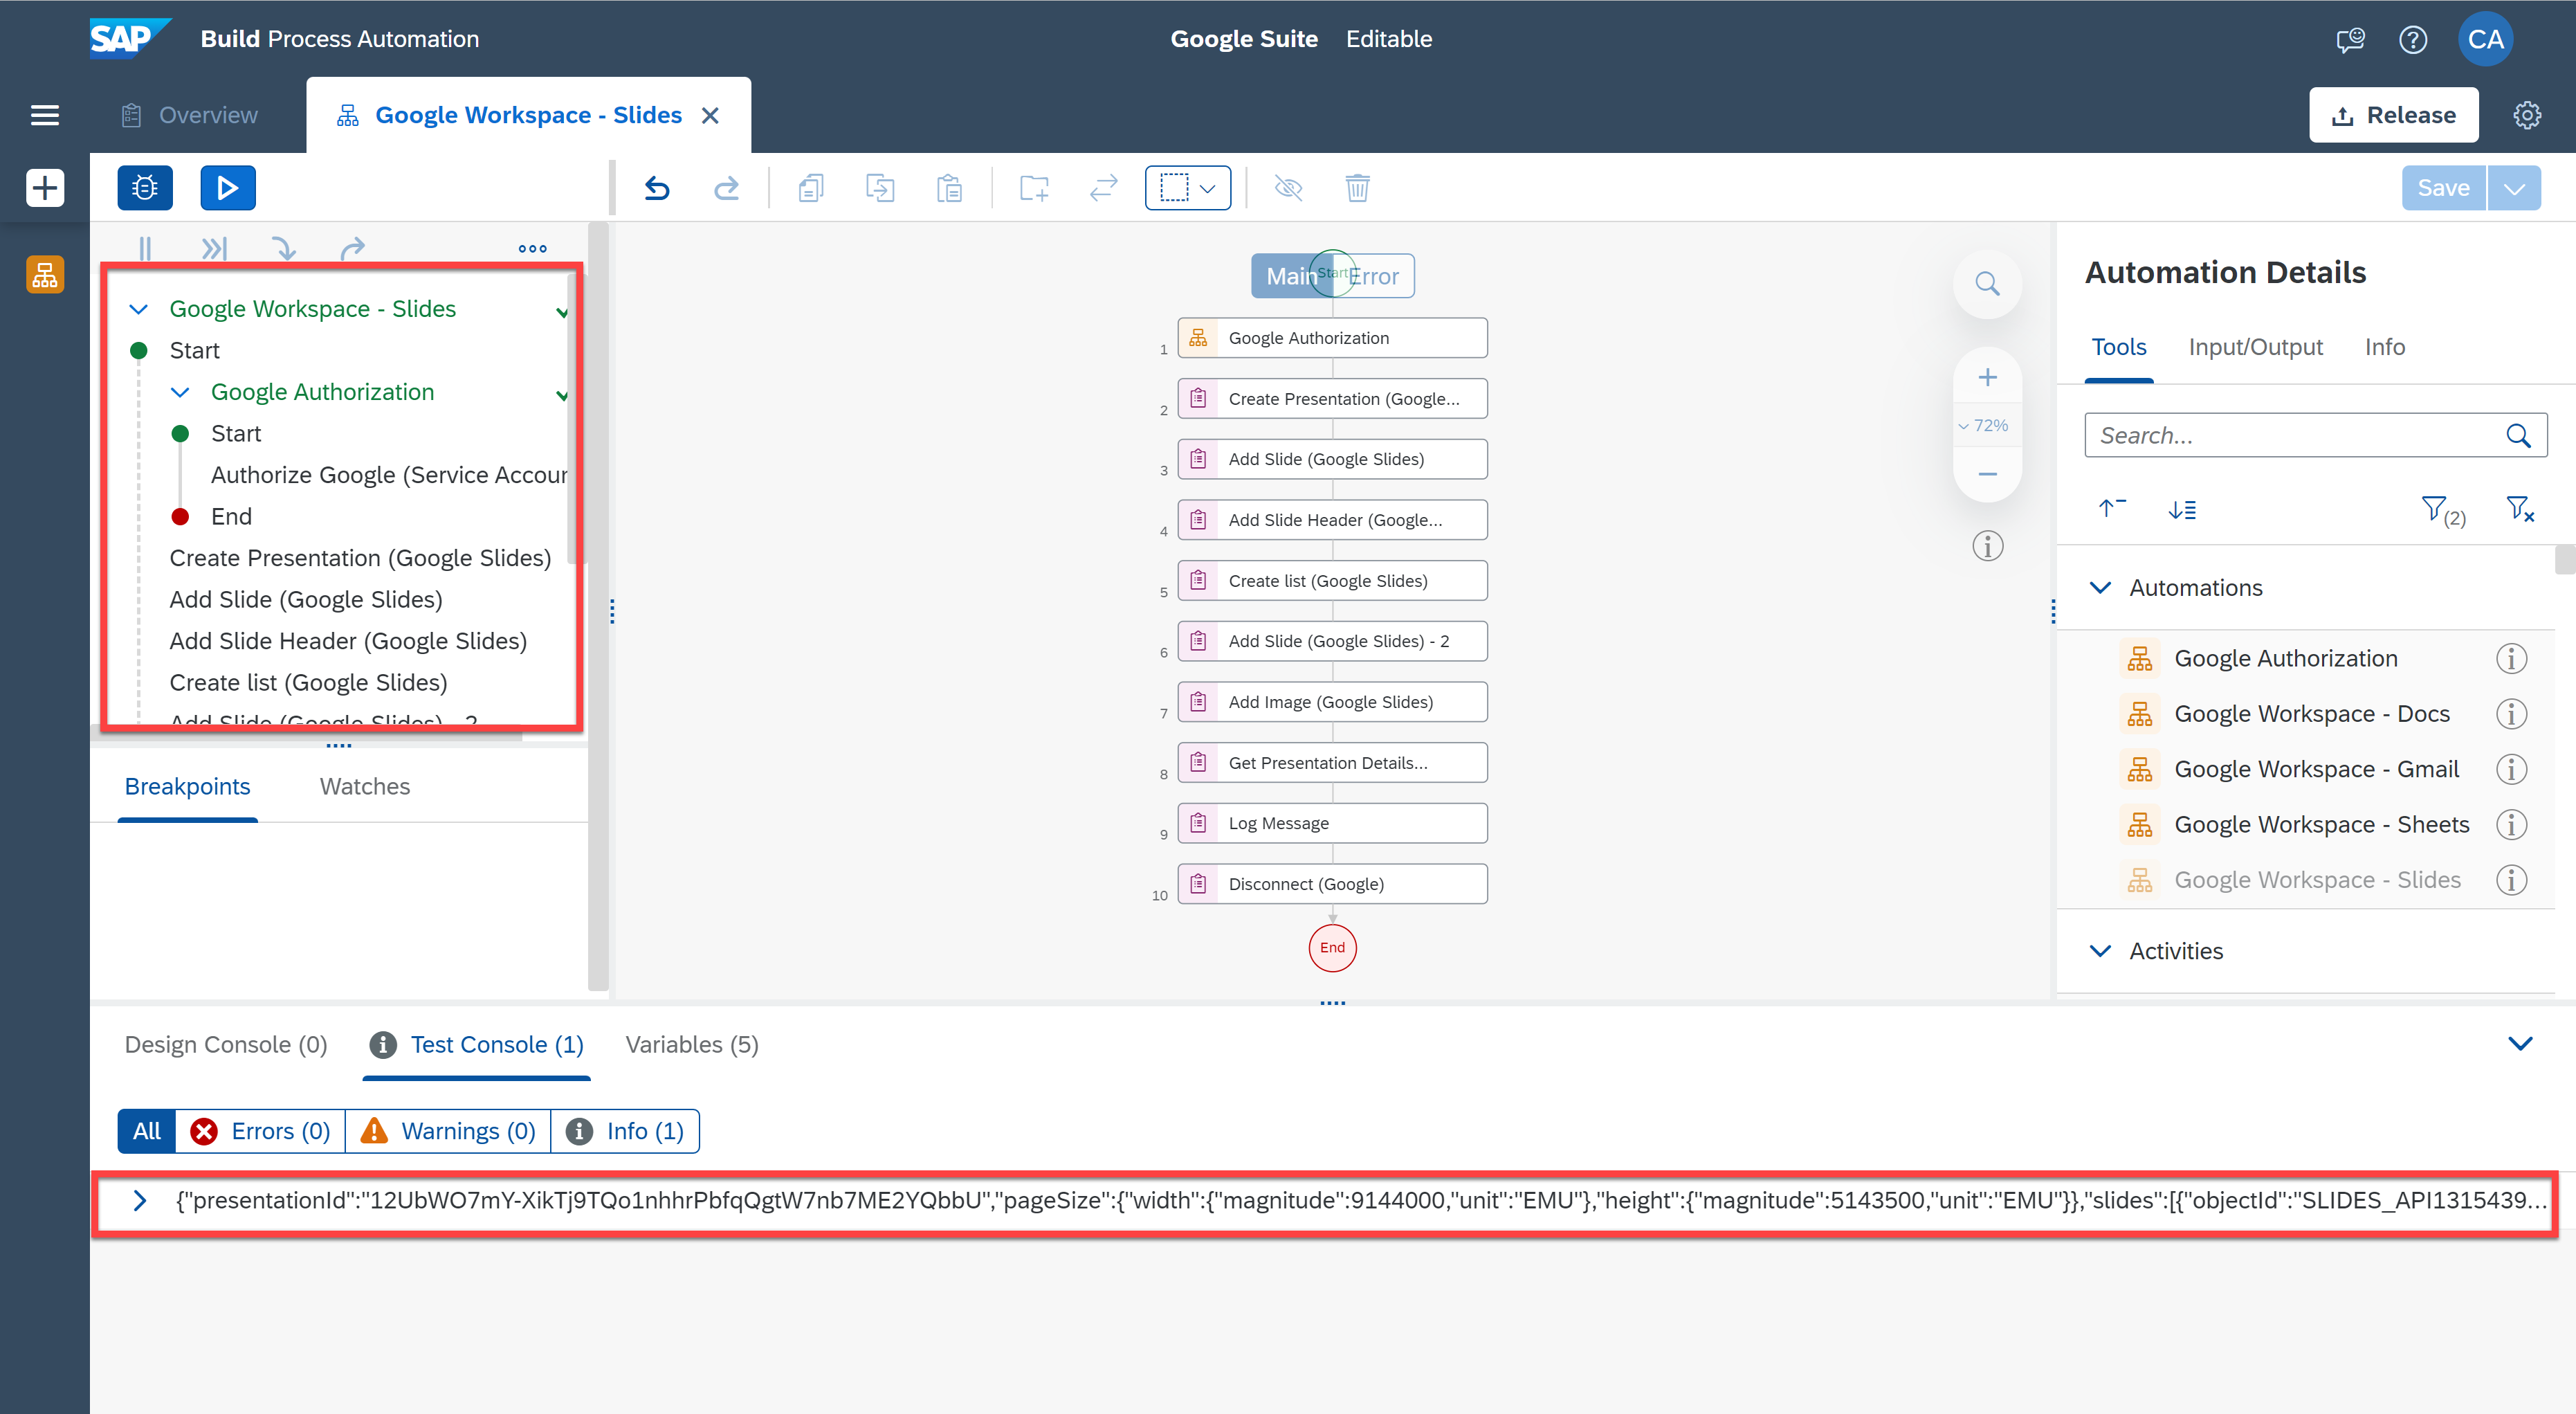 SAP Build Process Automation Google Suite Editable CA
Overview Google Workspace - Slides Release
Save
Google Workspace - Slides
Start
Google Authorization
Start
Authorize Google (Service Accour
End
Create Presentation (Google Slides)
Add Slide (Google Slides)
Add Slide Header (Google Slides)
Create list (Google Slides)
Add Slide (Google Slides) - 2
Breakpoints Watches
Main Start Error
1 Google Authorization
2 Create Presentation (Google...
3 Add Slide (Google Slides)
4 Add Slide Header (Google...
5 Create list (Google Slides)
6 Add Slide (Google Slides) - 2
7 Add Image (Google Slides)
8 Get Presentation Details...
9 Log Message
10 Disconnect (Google)
End
72%
Automation Details
Tools Input/Output Info
Search...
(2)
Automations
Google Authorization
Google Workspace - Docs
Google Workspace - Gmail
Google Workspace - Sheets
Google Workspace - Slides
Activities
Design Console (0) Test Console (1) Variables (5)
All Errors (0) Warnings (0) Info (1)
{"presentationId":"12UbWO7mY-XikTj9TQo1nhhrPbfqQgtW7nb7ME2YQbbU","pageSize":{"width":{"magnitude":9144000,"unit":"EMU"},"height":{"magnitude":5143500,"unit":"EMU"}},"slides":[{"objectId":"SLIDES_API1315439...